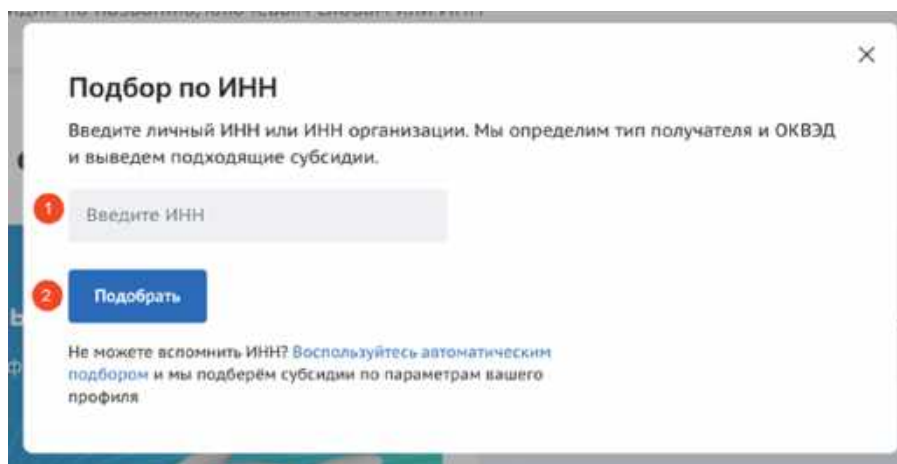 Подбор по ИНН
Введите личный ИНН или ИНН организации. Мы определим тип получателя и ОКВЭД
и выведем подходящие субсидии.
1
Введите ИНН
2
Подобрать
Не можете вспомнить ИНН? Воспользуйтесь автоматическим
подбором и мы подберём субсидии по параметрам вашего
профиля